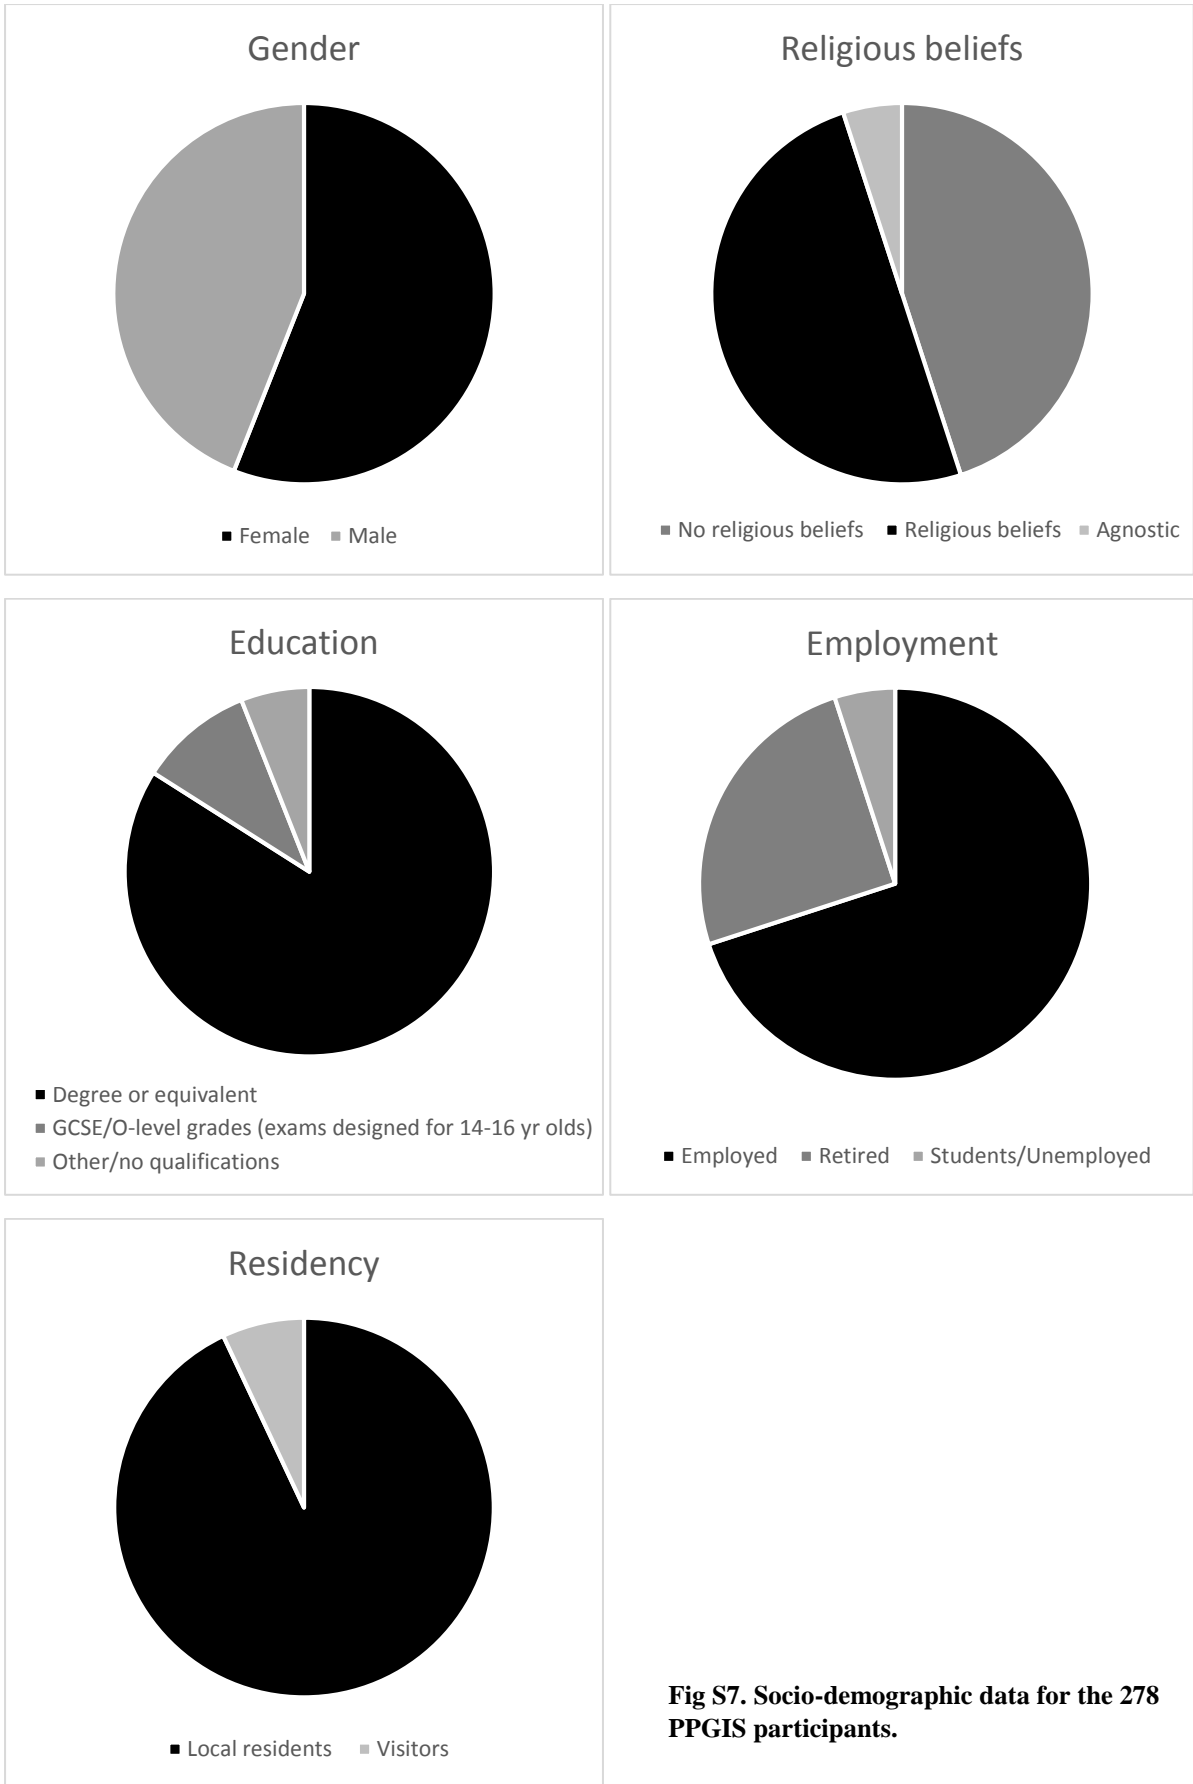 Gender
Female Male
Religious beliefs
No religious beliefs Religious beliefs Agnostic
Education
Degree or equivalent
GCSE/O-level grades (exams designed for 14-16 yr olds)
Other/no qualifications
Employment
Employed Retired Students/Unemployed
Residency
Local residents Visitors
Fig S7. Socio-demographic data for the 278
PPGIS participants.